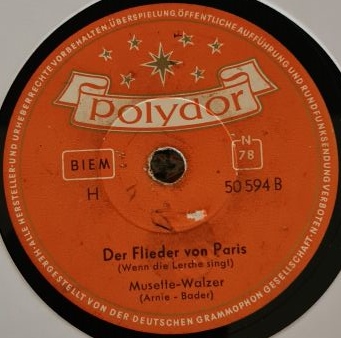 ALLE HERSTELLER- UND URHEBERRECHTE VORBEHALTEN. ÜBERSPIELUNG ÖFFENTLICHE AUFFÜHRUNG UND RUNDFUNKSENDUNG VERBOTEN.
polydor
BIEM
N
78
H
50 594 B
Der Flieder von Paris
(Wenn die Lerche singt)
Musette-Walzer
(Arnie - Bader)
HERGESTELLT VON DER DEUTSCHEN GRAMMOPHON GESELLSCHAFT